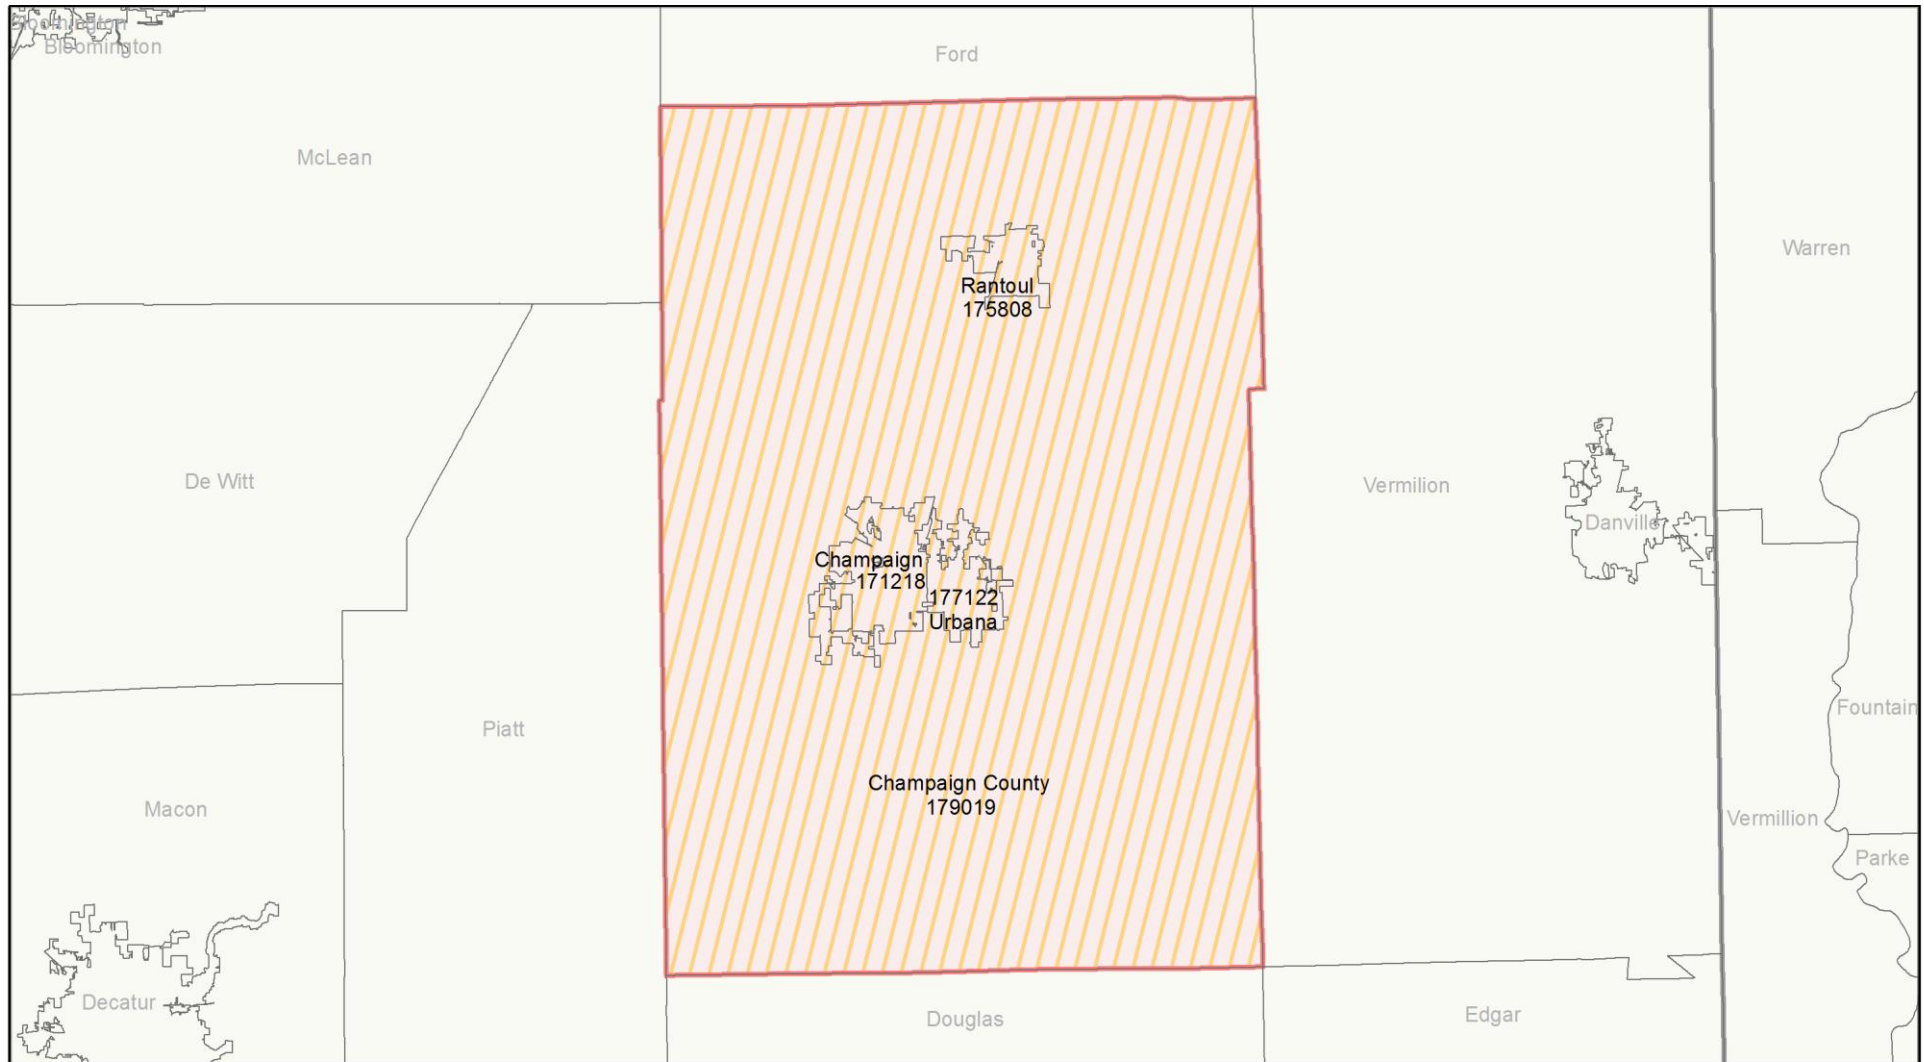 Bloomington
Bloomington
Ford
McLean
Warren
Rantoul
175808
De Witt
Vermilion
Danville
Champaign
171218
177122
Urbana
Fountain
Piatt
Champaign County
179019
Macon
Vermillion
Parke
Decatur
Douglas
Edgar